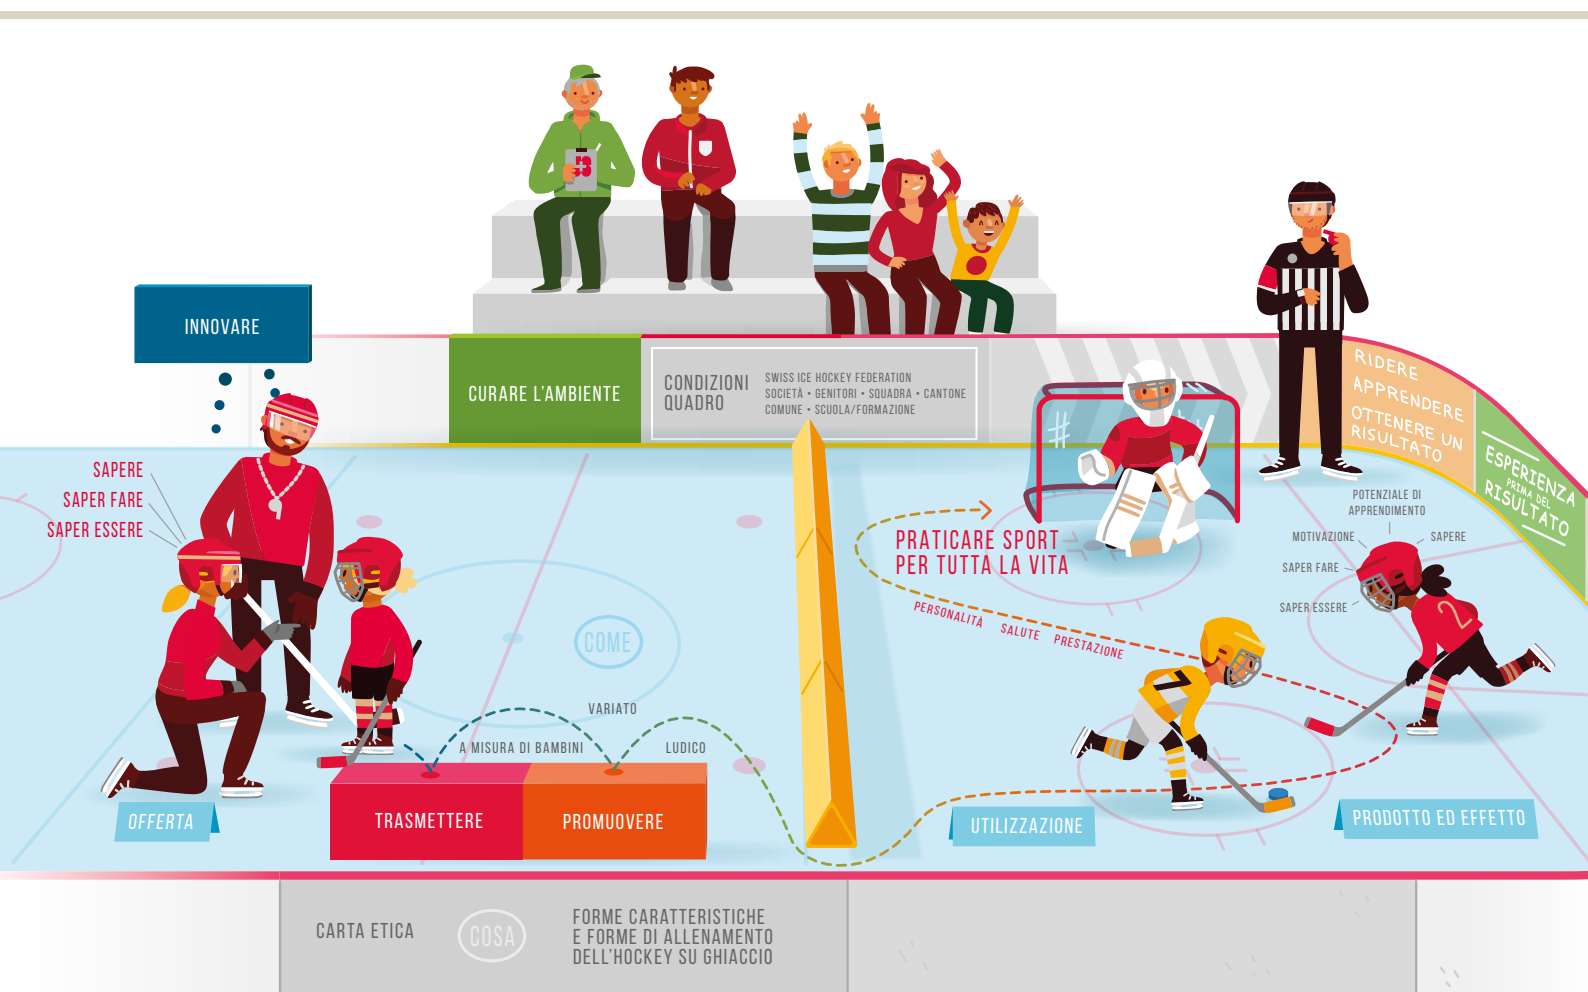 INNOVARE
CURARE L'AMBIENTE
CONDIZIONI
QUADRO
SWISS ICE HOCKEY FEDERATION
SOCIETÀ • GENITORI • SQUADRA • CANTONE
COMUNE • SCUOLA/FORMAZIONE
RIDERE
APPRENDERE
OTTENERE UN
RISULTATO
ESPERIENZA
PRIMA DEL
RISULTATO
SAPERE
SAPER FARE
SAPER ESSERE
POTENZIALE DI
APPRENDIMENTO
MOTIVAZIONE
SAPERE
SAPER FARE
SAPER ESSERE
PRATICARE SPORT
PER TUTTA LA VITA
PERSONALITÀ SALUTE PRESTAZIONE
2
COME
VARIATO
A MISURA DI BAMBINI
LUDICO
OFFERTA
TRASMETTERE
PROMUOVERE
UTILIZZAZIONE
PRODOTTO ED EFFETTO
CARTA ETICA
COSA
FORME CARATTERISTICHE
E FORME DI ALLENAMENTO
DELL'HOCKEY SU GHIACCIO